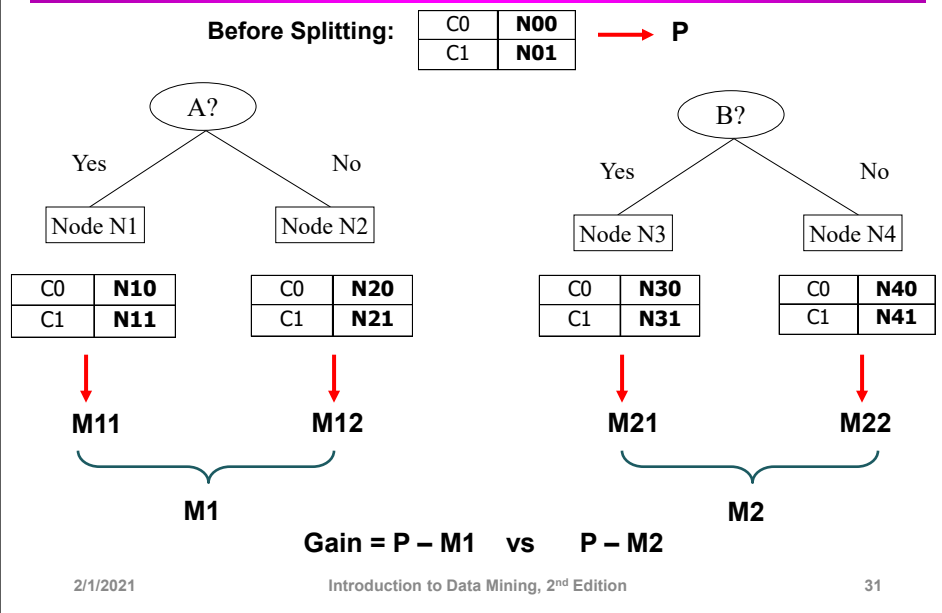 Before Splitting:
C0 N00
C1 N01
P
A?
B?
Yes No
Yes No
Node N1 Node N2
Node N3 Node N4
C0 N10
C1 N11
C0 N20
C1 N21
C0 N30
C1 N31
C0 N40
C1 N41
M11 M12 M21 M22
M1 M2
Gain = P – M1 vs P – M2
2/1/2021 Introduction to Data Mining, 2nd Edition 31